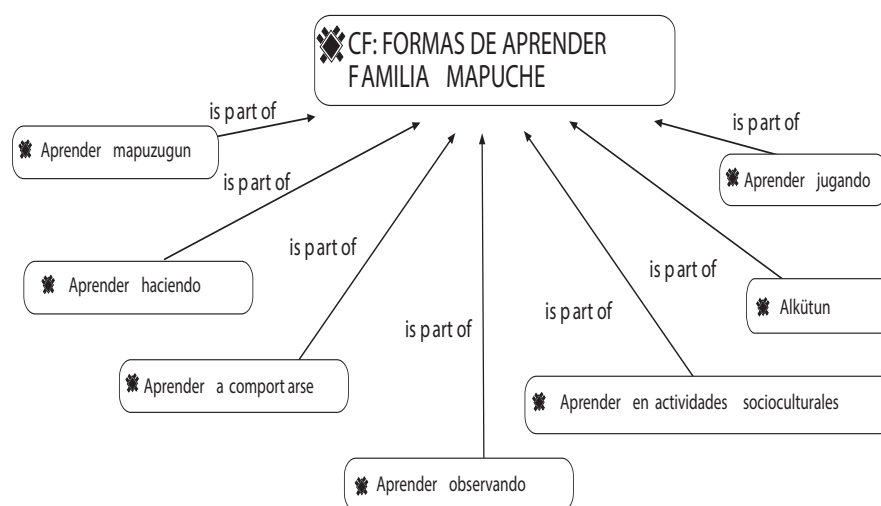 CF: FORMAS DE APRENDER
FAMILIA MAPUCHE
is part of
is part of
Aprender mapuzugun
Aprender jugando
is part of
is part of
is part of
Aprender haciendo
is part of
is part of
Alkütun
Aprender a comportarse
Aprender en actividades socioculturales
Aprender observando